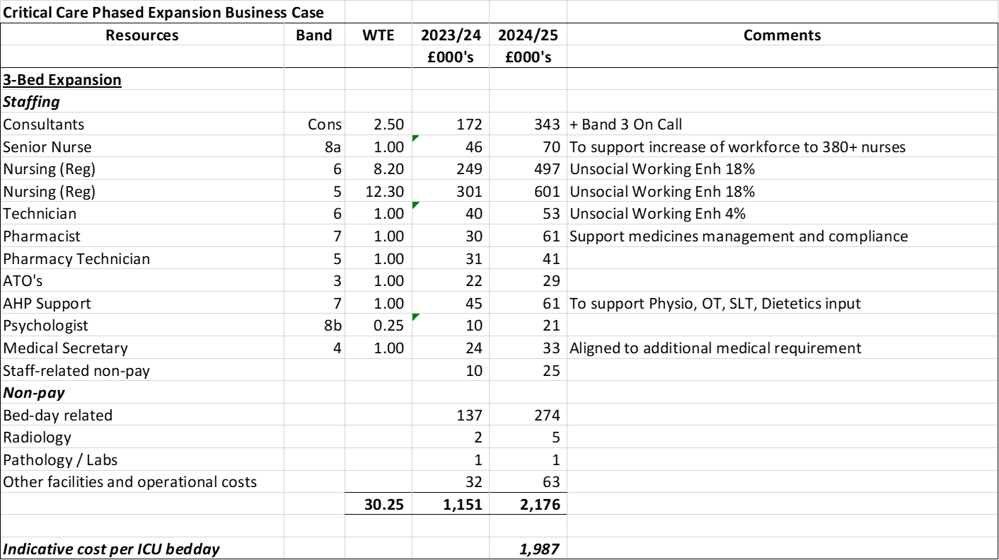 Critical Care Phased Expansion Business Case
Resources Band WTE 2023/24 2024/25 Comments
£000's £000's
3-Bed Expansion
Staffing
Consultants Cons 2.50 172 343 + Band 3 On Call
Senior Nurse 8a 1.00 46 70 To support increase of workforce to 380+ nurses
Nursing (Reg) 6 8.20 249 497 Unsocial Working Enh 18%
Nursing (Reg) 5 12.30 301 601 Unsocial Working Enh 18%
Technician 6 1.00 40 53 Unsocial Working Enh 4%
Pharmacist 7 1.00 30 61 Support medicines management and compliance
Pharmacy Technician 5 1.00 31 41
ATO's 3 1.00 22 29
AHP Support 7 1.00 45 61 To support Physio, OT, SLT, Dietetics input
Psychologist 8b 0.25 10 21
Medical Secretary 4 1.00 24 33 Aligned to additional medical requirement
Staff-related non-pay 10 25
Non-pay
Bed-day related 137 274
Radiology 2 5
Pathology / Labs 1 1
Other facilities and operational costs 32 63
30.25 1,151 2,176
Indicative cost per ICU bedday 1,987